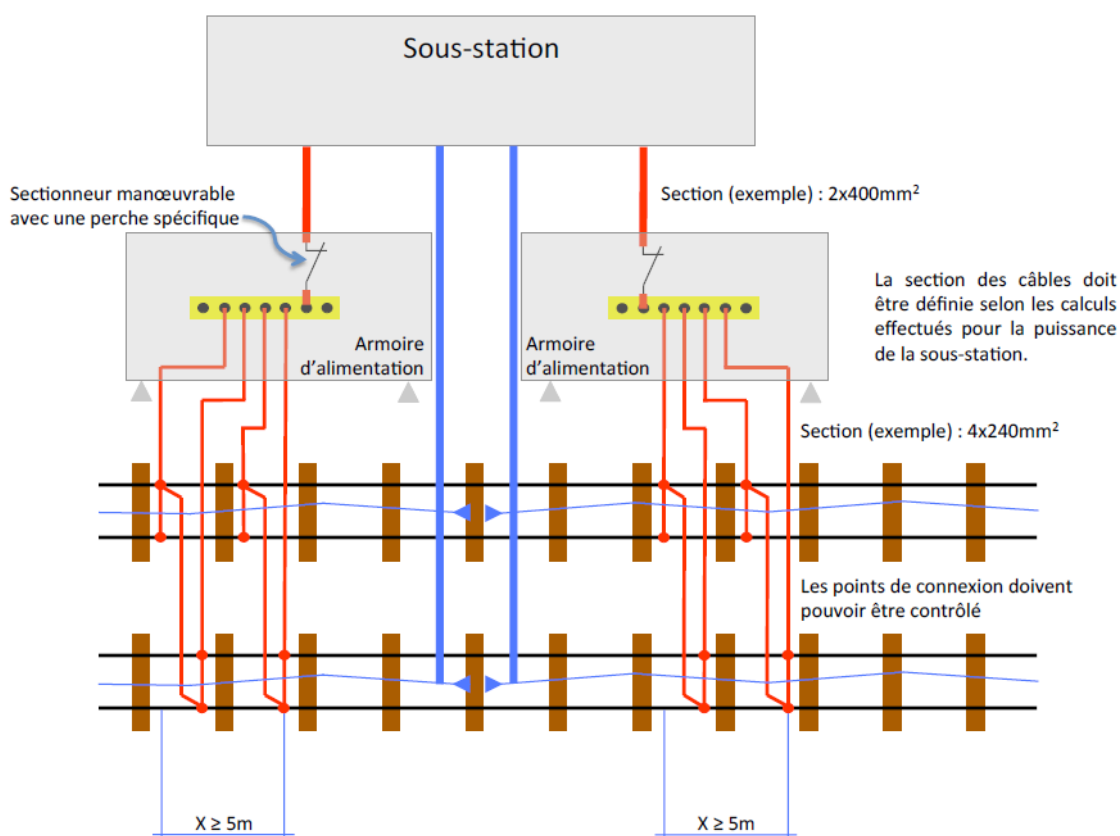 Sous-station
Sectionneur manœuvrable
avec une perche spécifique
Section (exemple) : 2x400mm²
La section des câbles doit
être définie selon les calculs
effectués pour la puissance
de la sous-station.
Armoire
d’alimentation
Armoire
d’alimentation
Section (exemple) : 4x240mm²
Les points de connexion doivent
pouvoir être contrôlé
X ≥ 5m
X ≥ 5m